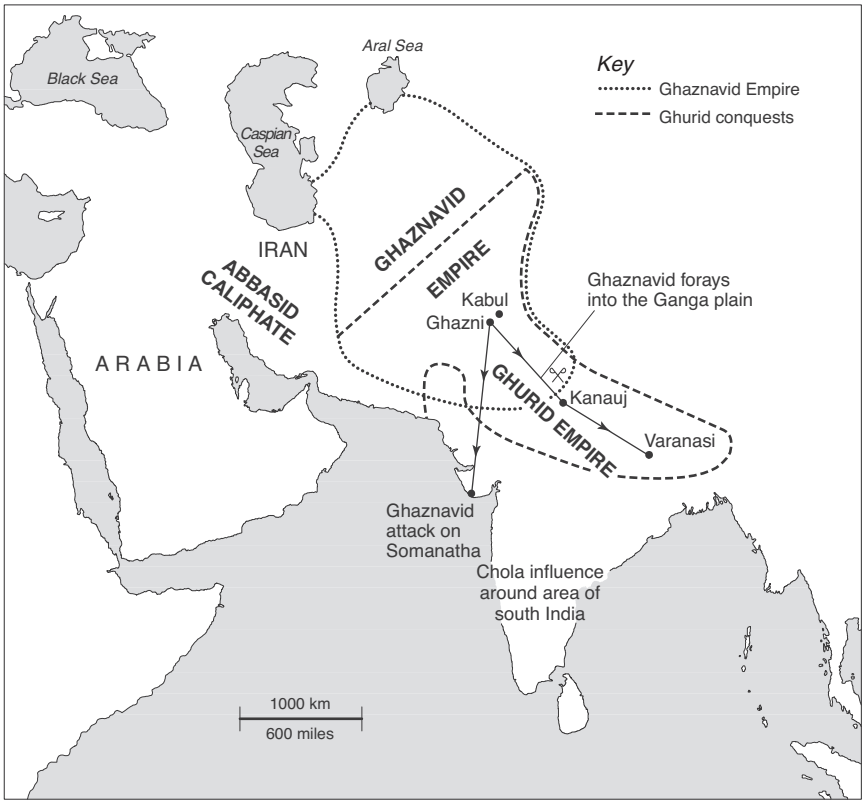 Aral Sea
Black Sea
Key
Ghaznavid Empire
Ghurid conquests
Caspian
Sea
GHAZNAVID
EMPIRE
IRAN
ABBASID
CALIPHATE
Ghaznavid forays
into the Ganga plain
Kabul
Ghazni
ARABIA
GHURID EMPIRE
Kanauj
Varanasi
Ghaznavid
attack on
Somanatha
Chola influence
around area of
south India
1000 km
600 miles